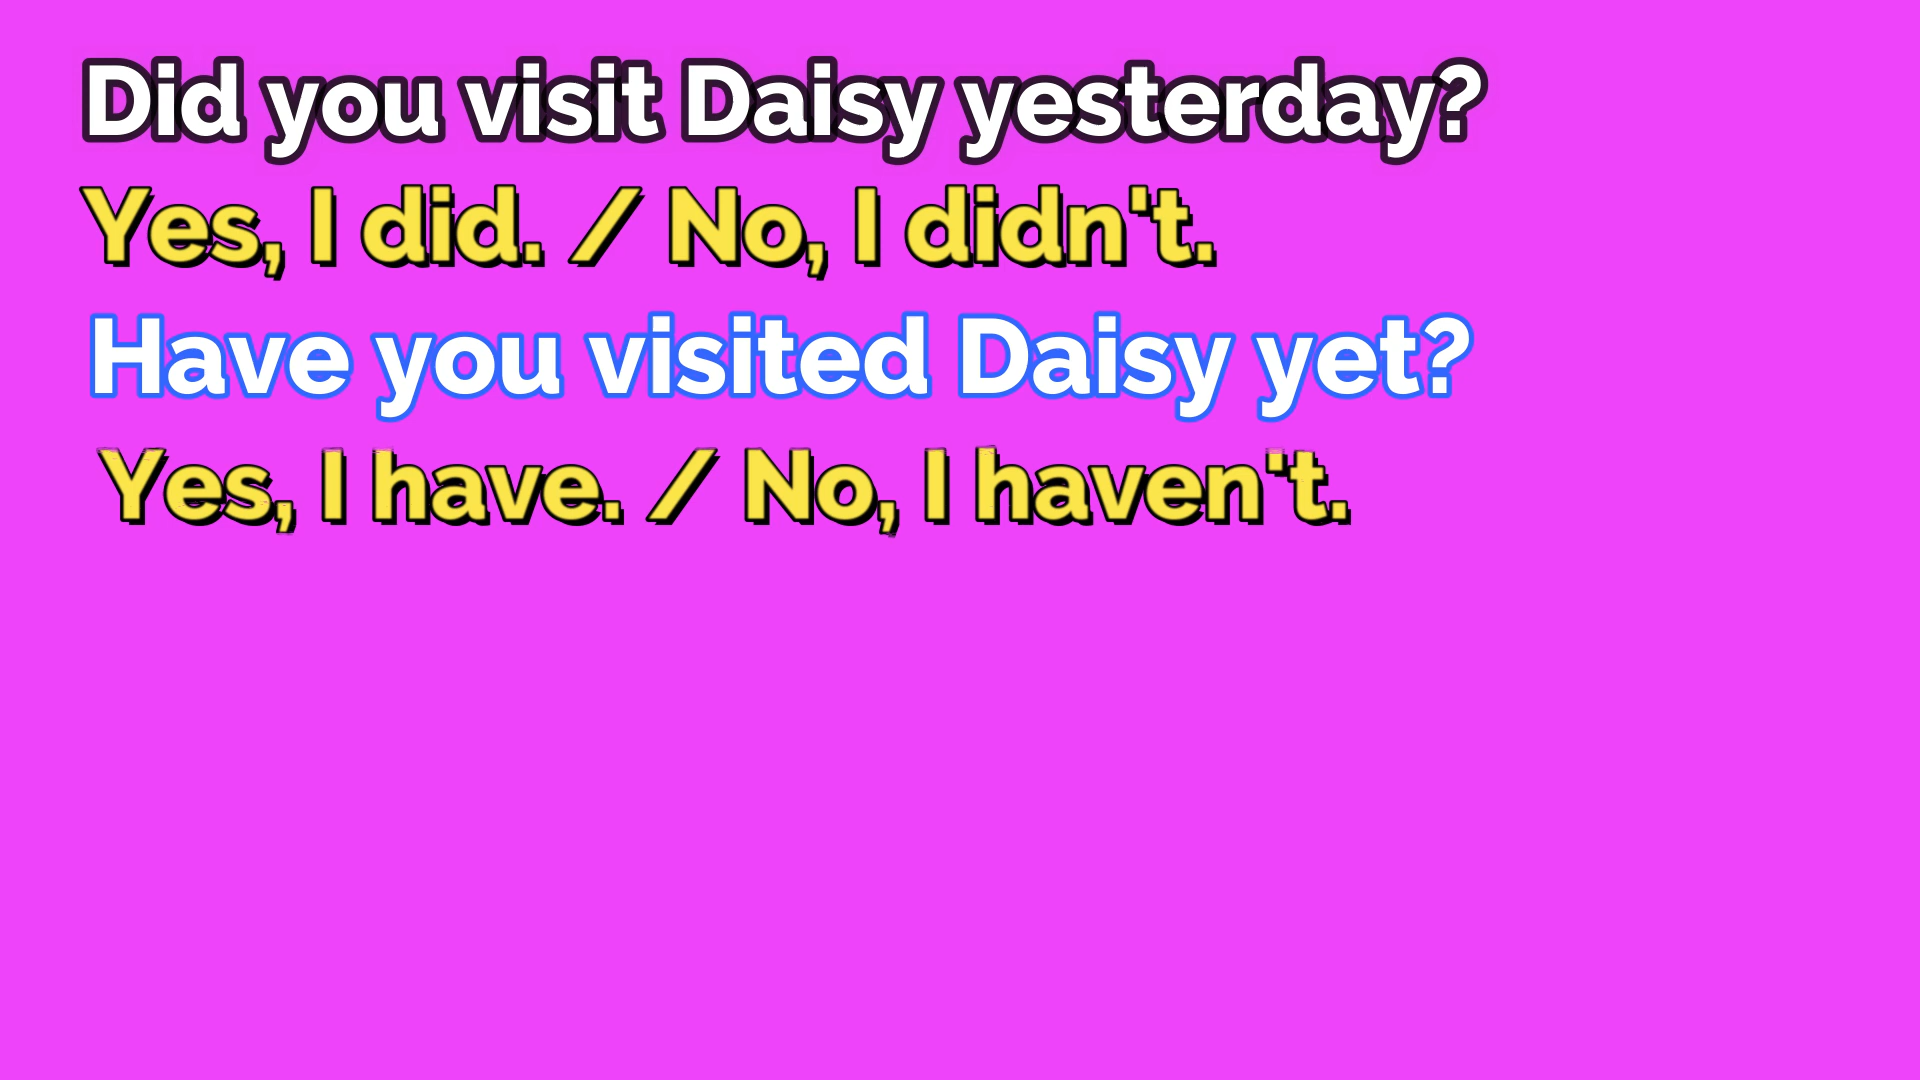 Did you visit Daisy yesterday?
Yes, I did. / No, I didn't.
Have you visited Daisy yet?
Yes, I have. / No, I haven't.